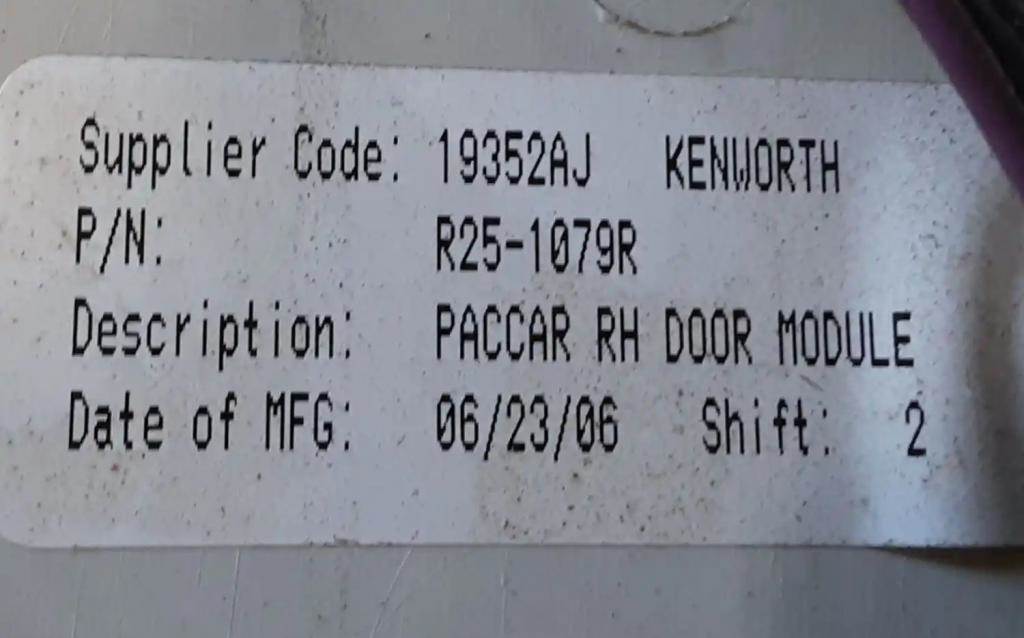 Supplier Code: 19352AJ KENWORTH
P/N: R25-1079R
Description: PACCAR RH DOOR MODULE
Date of MFG: 06/23/06 Shift: 2